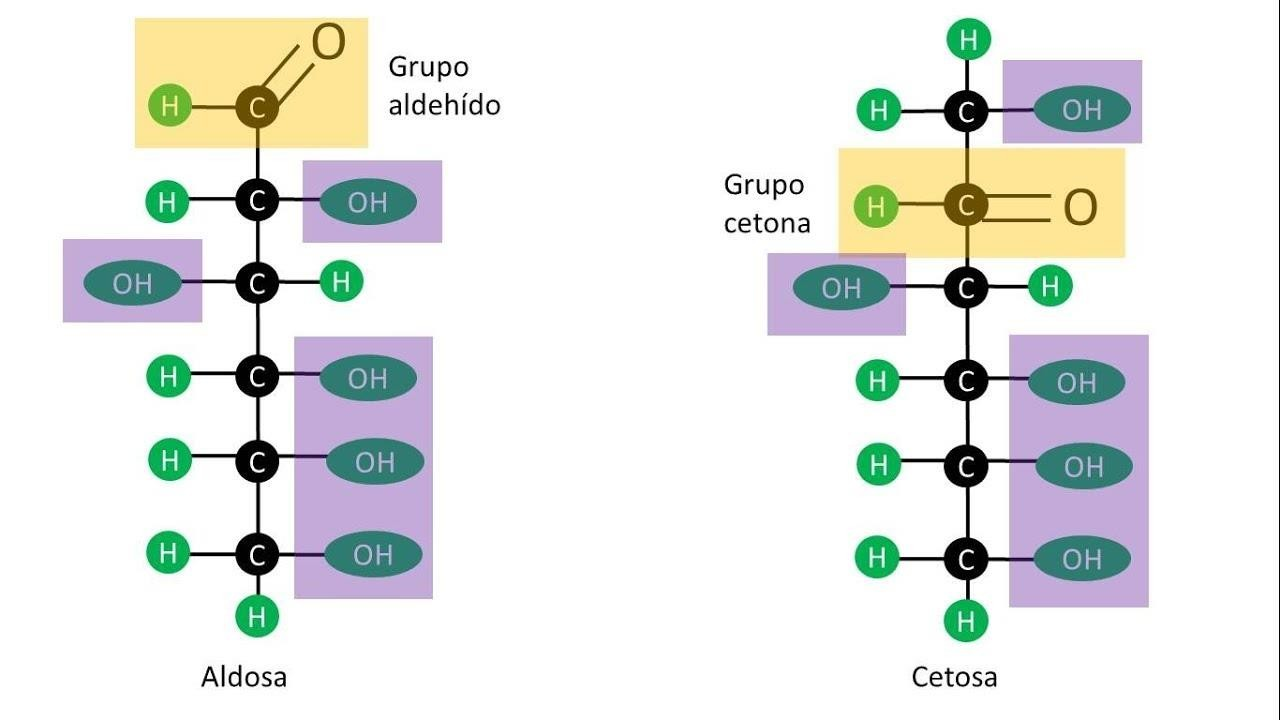 O
Grupo
aldehído
H C
H C OH
OH C H
H C OH
H C OH
H C OH
H
Aldosa
H
H C OH
Grupo
cetona
H C O
OH C H
H C OH
H C OH
H C OH
H
Cetosa